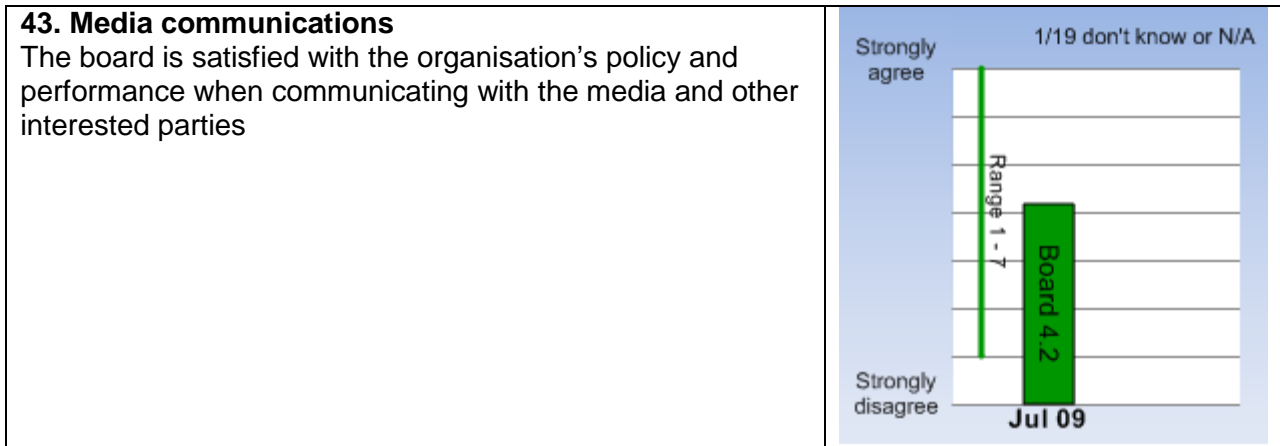 43. Media communications
The board is satisfied with the organisation’s policy and
performance when communicating with the media and other
interested parties
1/19 don't know or N/A
Strongly
agree
Range 1 - 7
Board 4.2
Strongly
disagree
Jul 09